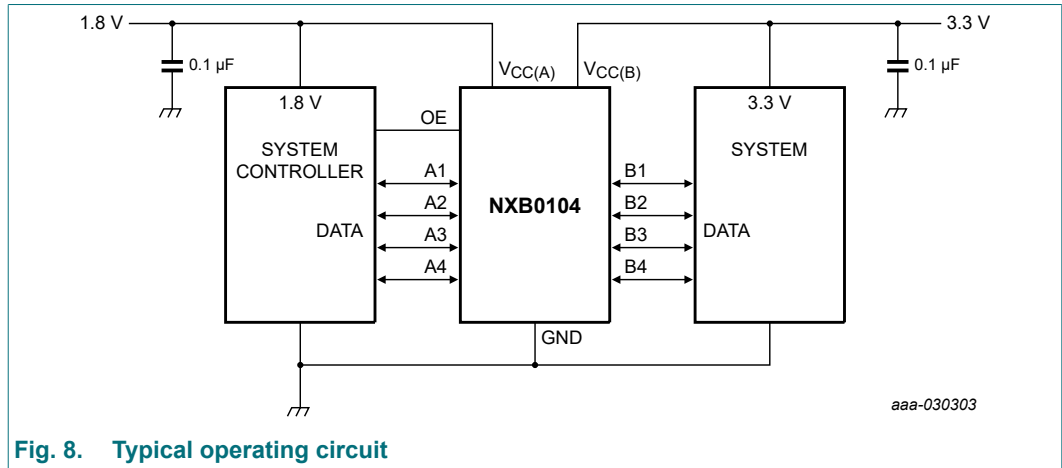 1.8 V
3.3 V
0.1 µF
VCC(A)
VCC(B)
0.1 µF
1.8 V
3.3 V
OE
SYSTEM
CONTROLLER
SYSTEM
A1
B1
A2
NXB0104
B2
DATA
DATA
A3
B3
A4
B4
GND
aaa-030303
Fig. 8. Typical operating circuit